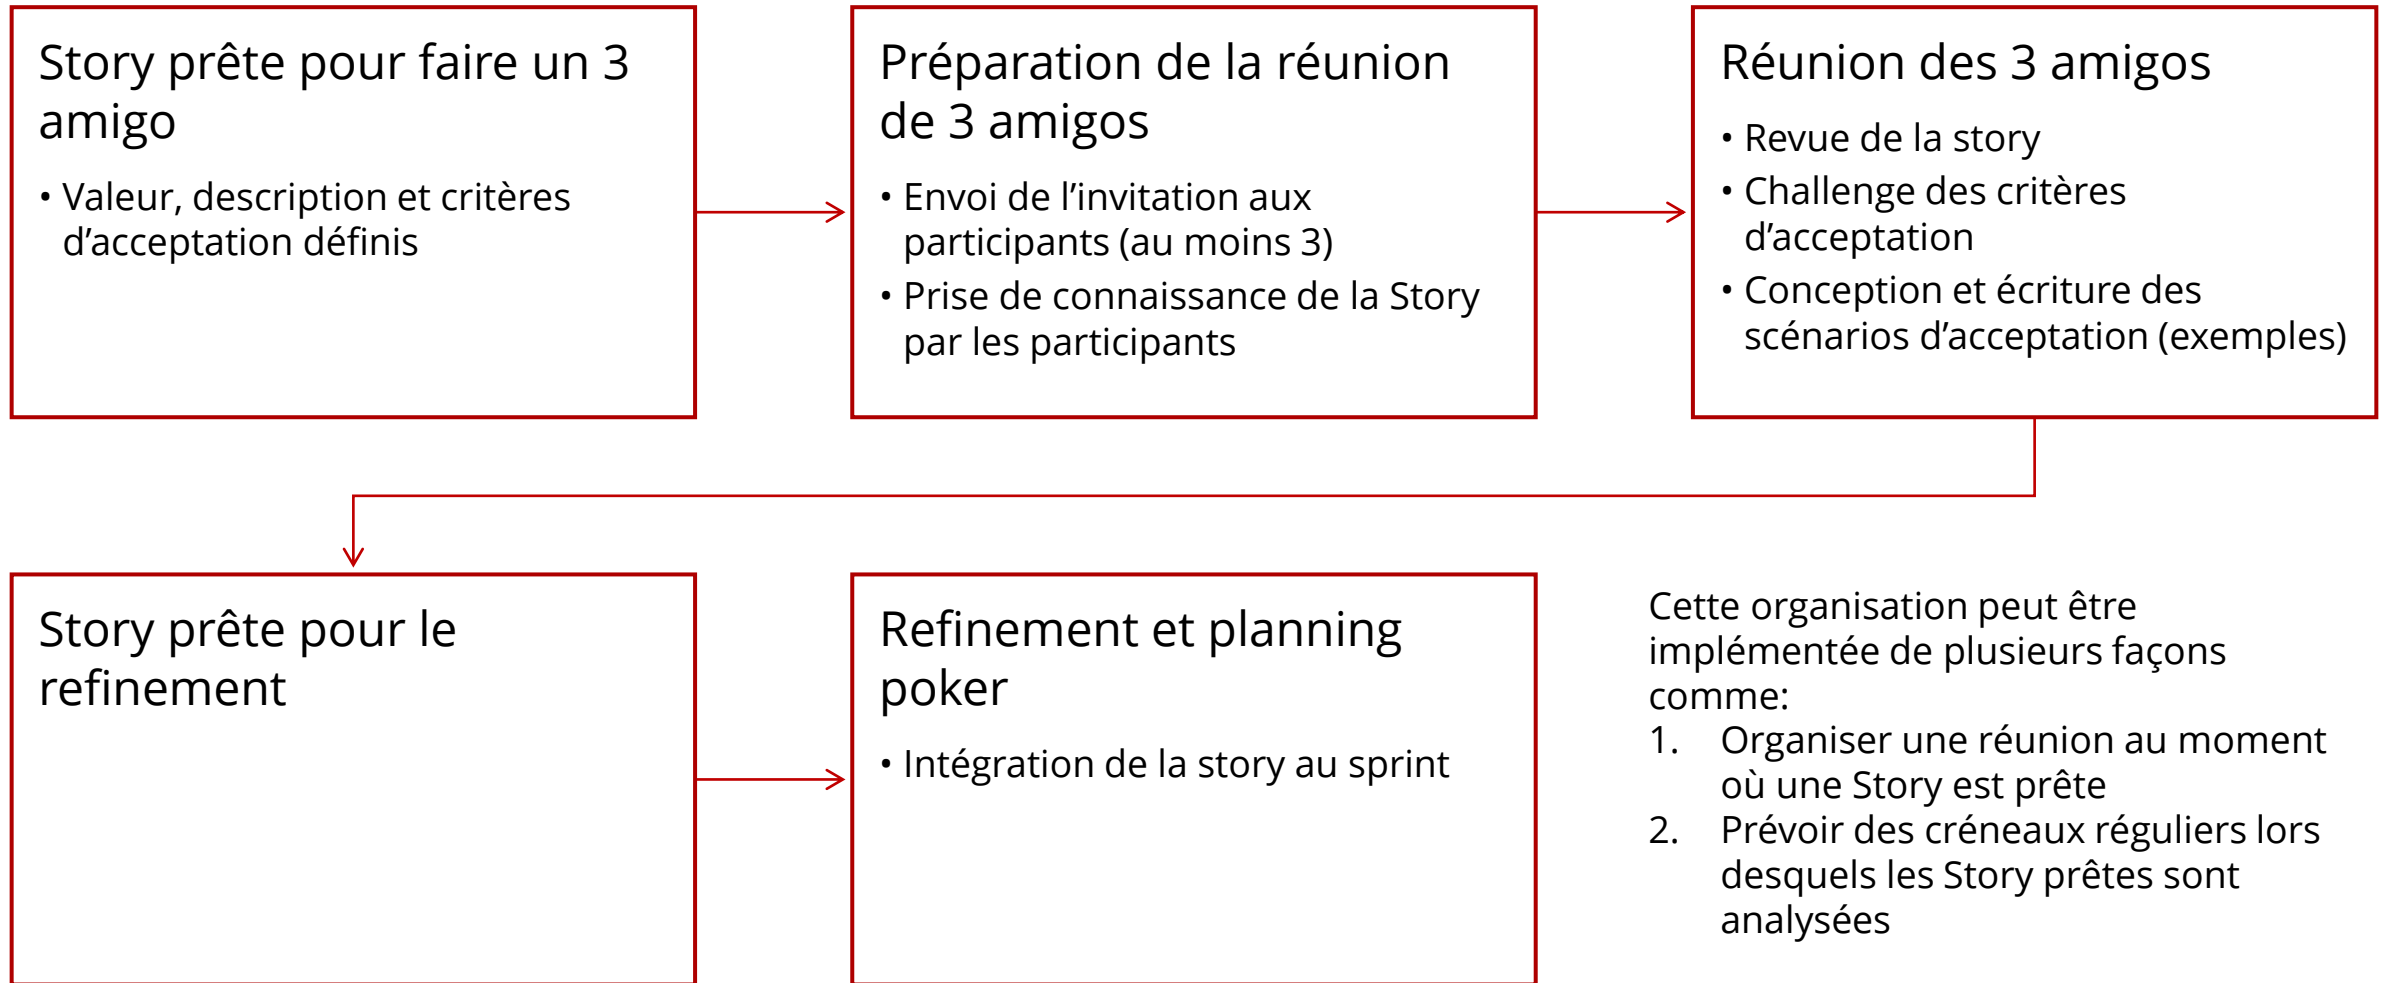 Story prête pour faire un 3
amigo
• Valeur, description et critères
d’acceptation définis
Préparation de la réunion
de 3 amigos
• Envoi de l’invitation aux
participants (au moins 3)
• Prise de connaissance de la Story
par les participants
Réunion des 3 amigos
• Revue de la story
• Challenge des critères
d’acceptation
• Conception et écriture des
scénarios d’acceptation (exemples)
Story prête pour le
refinement
Refinement et planning
poker
• Intégration de la story au sprint
Cette organisation peut être
implémentée de plusieurs façons
comme:
1. Organiser une réunion au moment
où une Story est prête
2. Prévoir des créneaux réguliers lors
desquels les Story prêtes sont
analysées